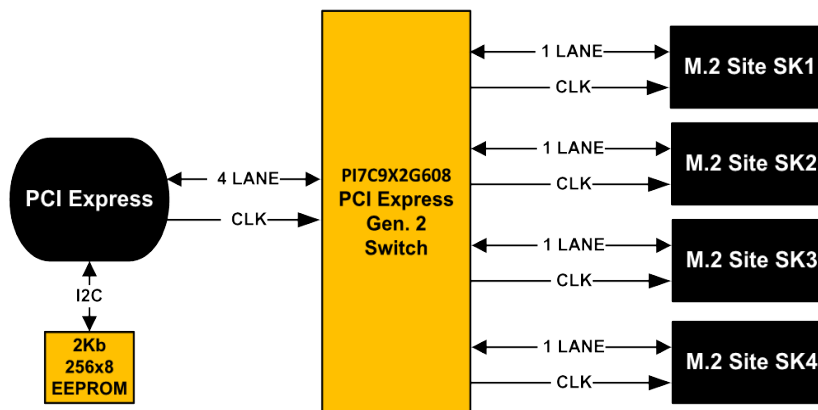 PCI Express
4 LANE
CLK
I2C
2Kb
256x8
EEPROM
PI7C9X2G608
PCI Express
Gen. 2
Switch
1 LANE
CLK
M.2 Site SK1
1 LANE
CLK
M.2 Site SK2
1 LANE
CLK
M.2 Site SK3
1 LANE
CLK
M.2 Site SK4